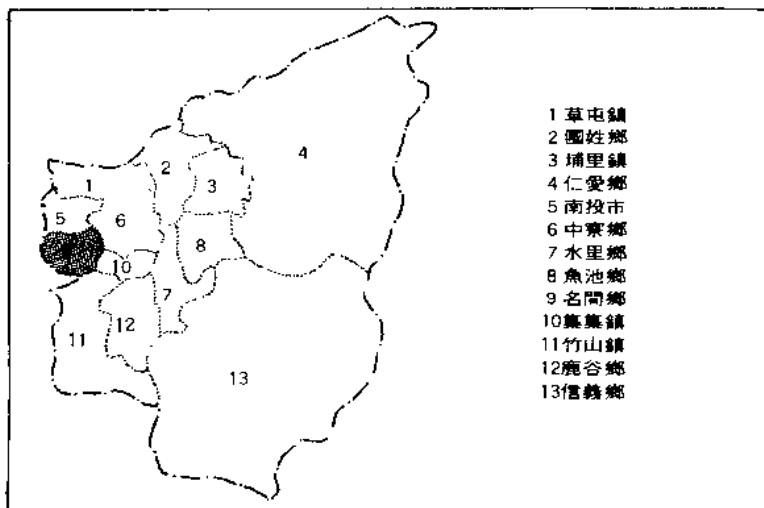 4
2
3
1
5
6
8
10
7
12
11
13
1 草屯鎮
2 國姓鄉
3 埔里鎮
4 仁愛鄉
5 南投市
6 中寮鄉
7 水里鄉
8 魚池鄉
9 名間鄉
10集集鎮
11竹山鎮
12鹿谷鄉
13信義鄉